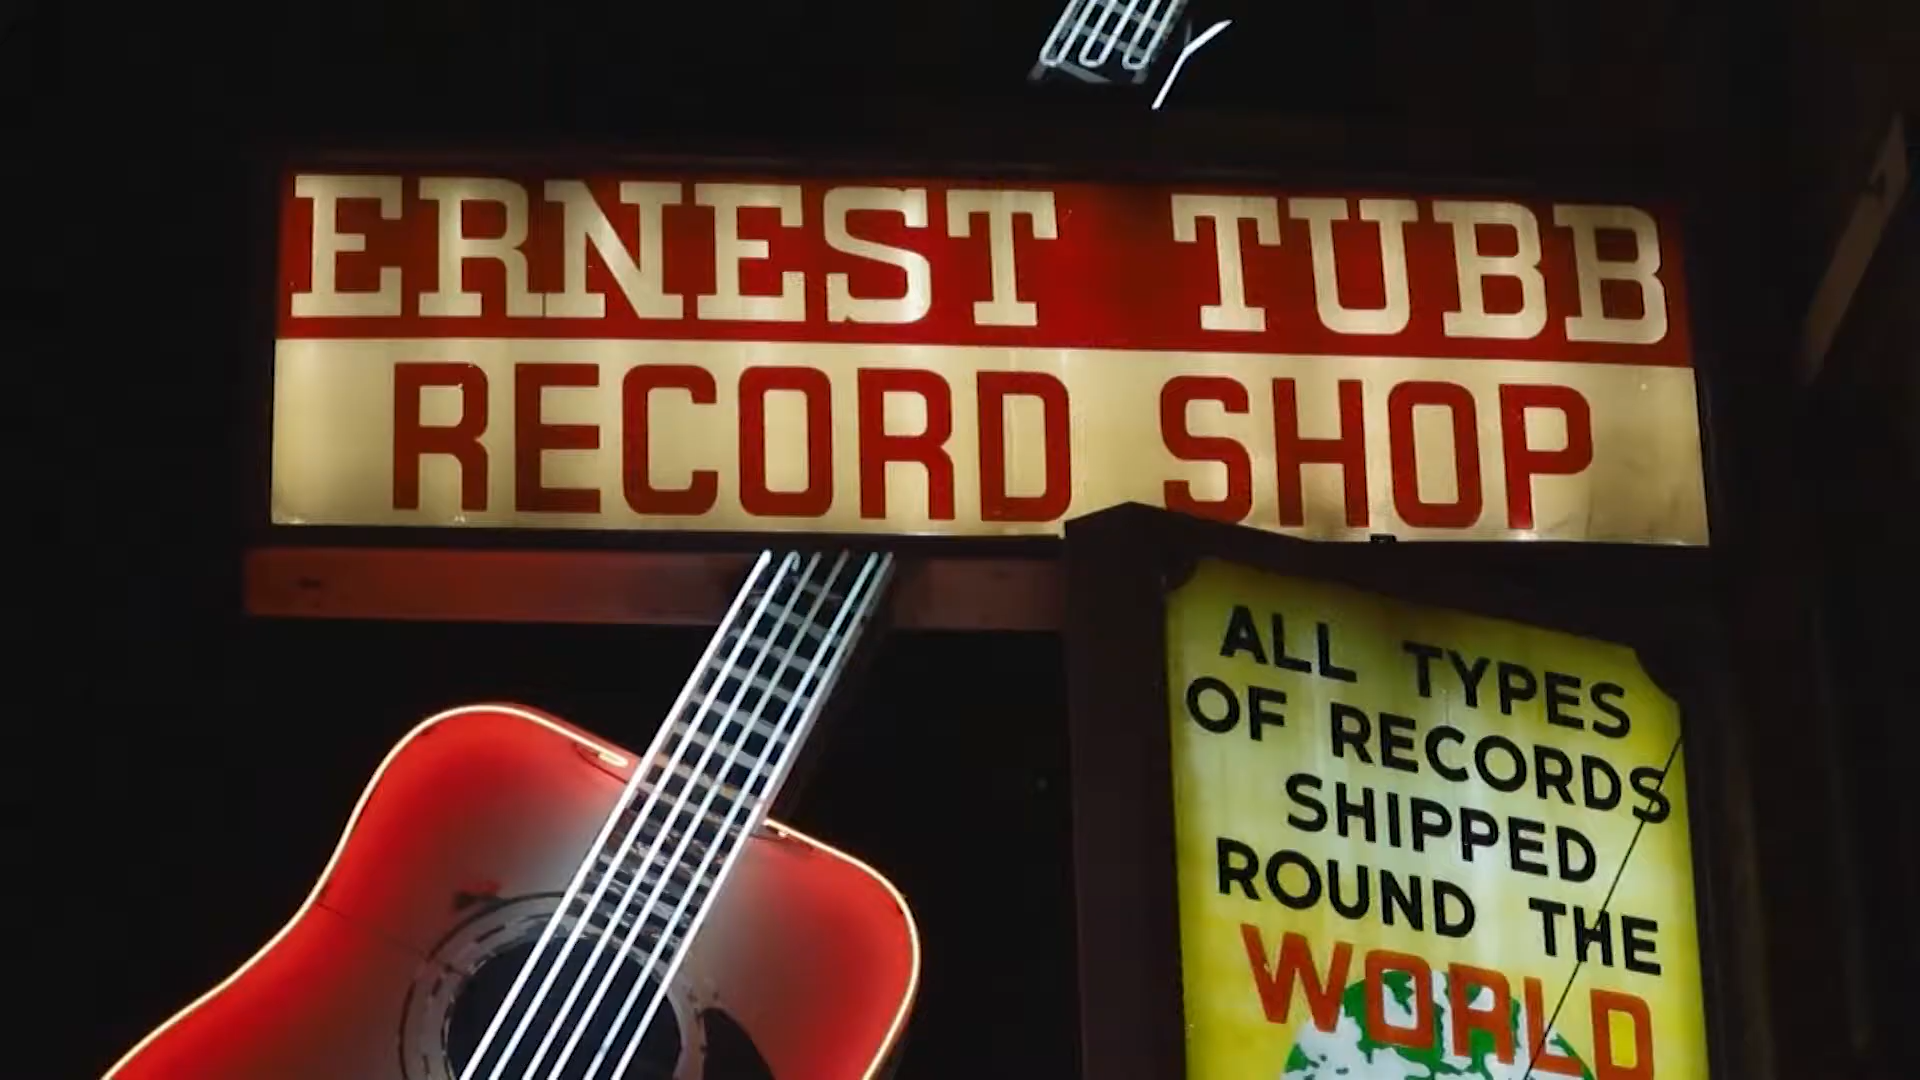 ERNEST TUBB
RECORD SHOP
ALL TYPES
OF RECORDS
SHIPPED
ROUND THE
WORLD